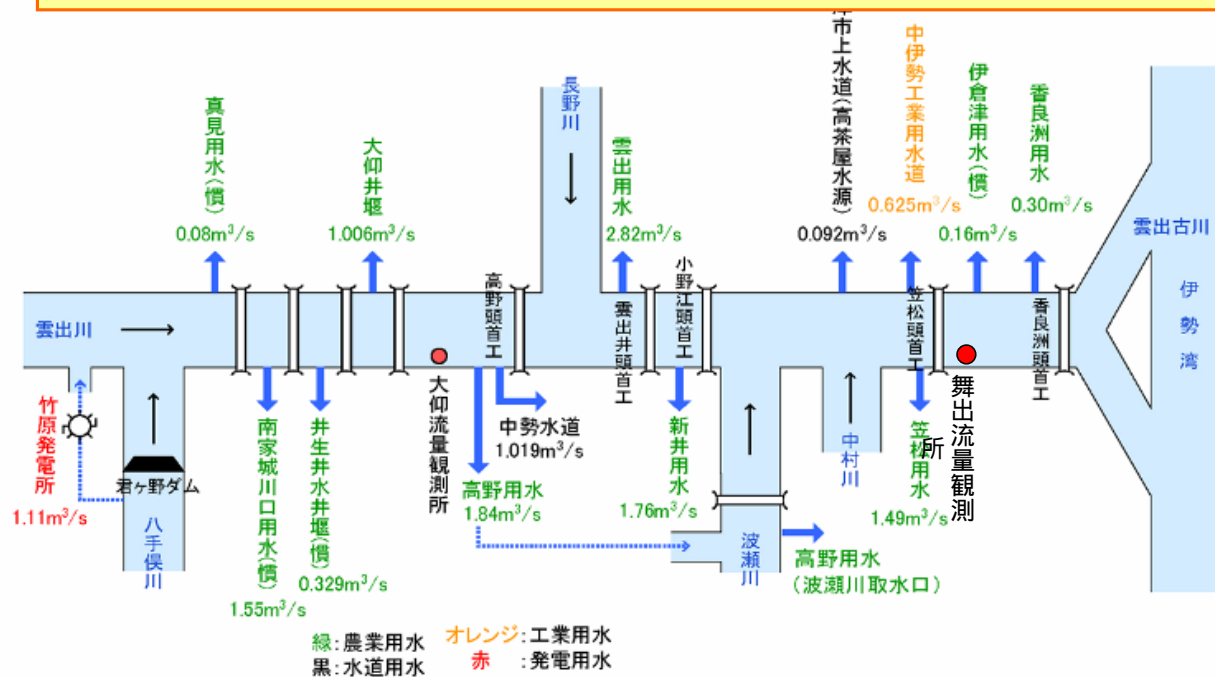 真見用水(慣)
0.08m³/s
大仰井堰
1.006m³/s
長野川
雲出用水
2.82m³/s
市上水道(高茶屋水源)
0.092m³/s
中伊勢工業用水道
0.625m³/s
伊倉津用水(慣)
0.16m³/s
香良洲用水
0.30m³/s
雲出古川
伊勢湾
雲出川
高野頭首工
雲出井頭首工
小野江頭首工
笠松頭首工
香良洲頭首工
竹原発電所
1.11m³/s
君ヶ野ダム
八手俣川
南家城川口用水(慣)
1.55m³/s
井生井水井堰(慣)
0.329m³/s
大仰流量観測所
中勢水道
1.019m³/s
高野用水
1.84m³/s
新井用水
1.76m³/s
波瀬川
高野用水
(波瀬川取水口)
中村川
笠松用水
1.49m³/s
舞出流量観測
所
緑:農業用水
オレンジ:工業用水
黒:水道用水
赤:発電用水